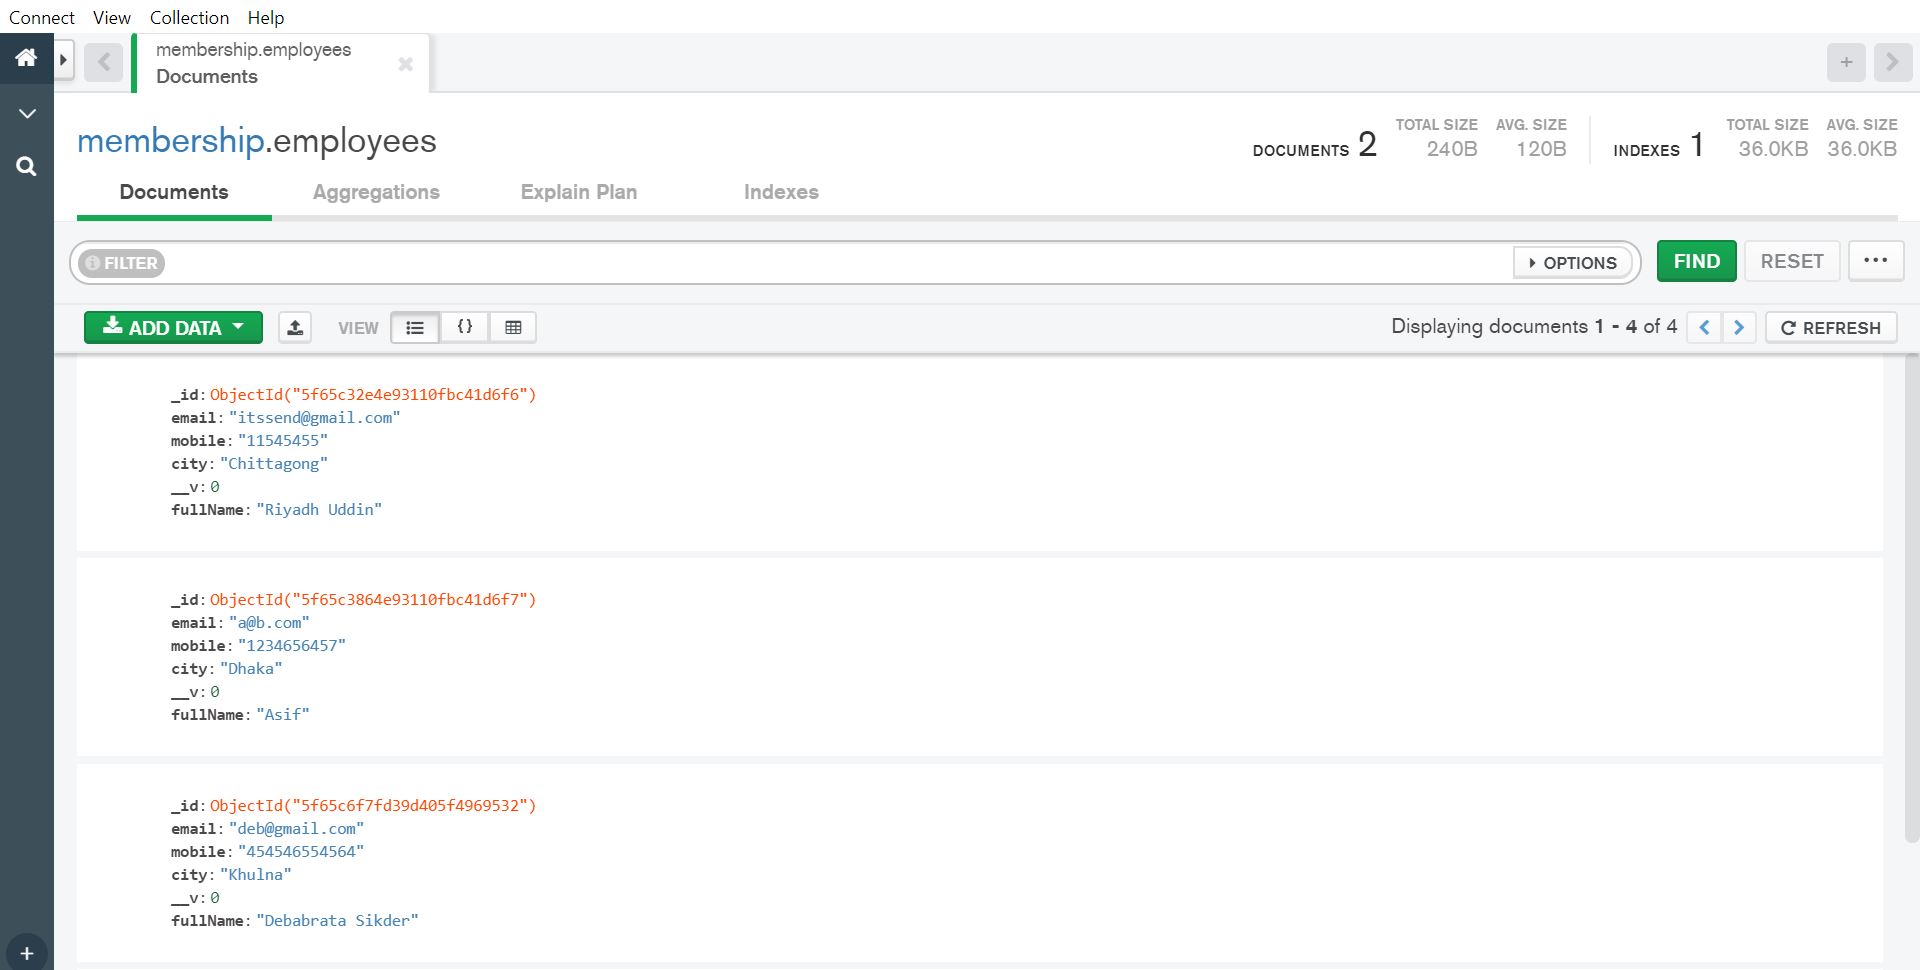 Connect View Collection Help
membership.employees
Documents
membership.employees
DOCUMENTS 2 TOTAL SIZE 240B AVG. SIZE 120B INDEXES 1 TOTAL SIZE 36.0KB AVG. SIZE 36.0KB
Documents Aggregations Explain Plan Indexes
FILTER OPTIONS FIND RESET ...
ADD DATA VIEW {} Displaying documents 1 - 4 of 4 REFRESH
_id: ObjectId("5f65c32e4e93110fbc41d6f6")
email: "itssend@gmail.com"
mobile: "11545455"
city: "Chittagong"
__v: 0
fullName: "Riyadh Uddin"
_id: ObjectId("5f65c3864e93110fbc41d6f7")
email: "a@b.com"
mobile: "1234656457"
city: "Dhaka"
__v: 0
fullName: "Asif"
_id: ObjectId("5f65c6f7fd39d405f4969532")
email: "deb@gmail.com"
mobile: "454546554564"
city: "Khulna"
__v: 0
fullName: "Debabrata Sikder"